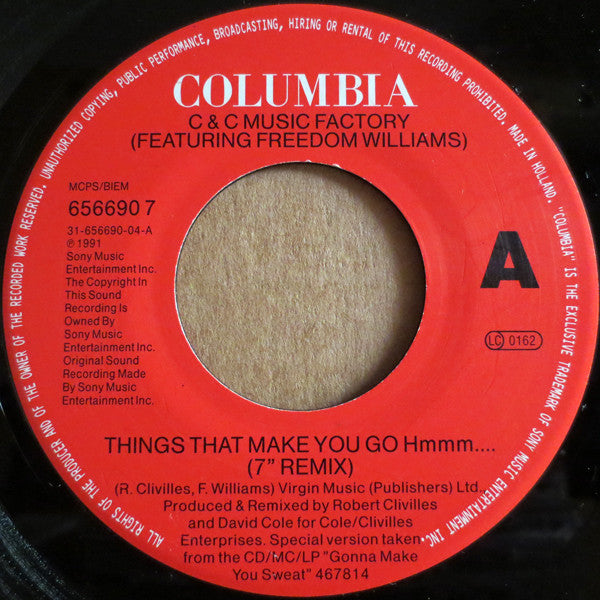 ALL RIGHTS OF THE PRODUCER AND OF THE OWNER OF THE RECORDED WORK RESERVED. UNAUTHORIZED COPYING, PUBLIC PERFORMANCE, BROADCASTING, HIRING OR RENTAL OF THIS RECORDING PROHIBITED. MADE IN HOLLAND. "COLUMBIA" IS THE EXCLUSIVE TRADEMARK OF SONY MUSIC ENTERTAINMENT INC.
COLUMBIA
C & C MUSIC FACTORY
(FEATURING FREEDOM WILLIAMS)
MCPS/BIEM
656690 7
31-656690-04-A
℗ 1991
Sony Music
Entertainment Inc.
The Copyright In
This Sound
Recording Is
Owned By
Sony Music
Entertainment Inc.
Original Sound
Recording Made
By Sony Music
Entertainment Inc.
A
LC 0162
THINGS THAT MAKE YOU GO Hmmm....
(7" REMIX)
(R. Clivilles, F. Williams) Virgin Music (Publishers) Ltd.
Produced & Remixed by Robert Clivilles
and David Cole for Cole/Clivilles
Enterprises. Special version taken
from the CD/MC/LP "Gonna Make
You Sweat" 467814